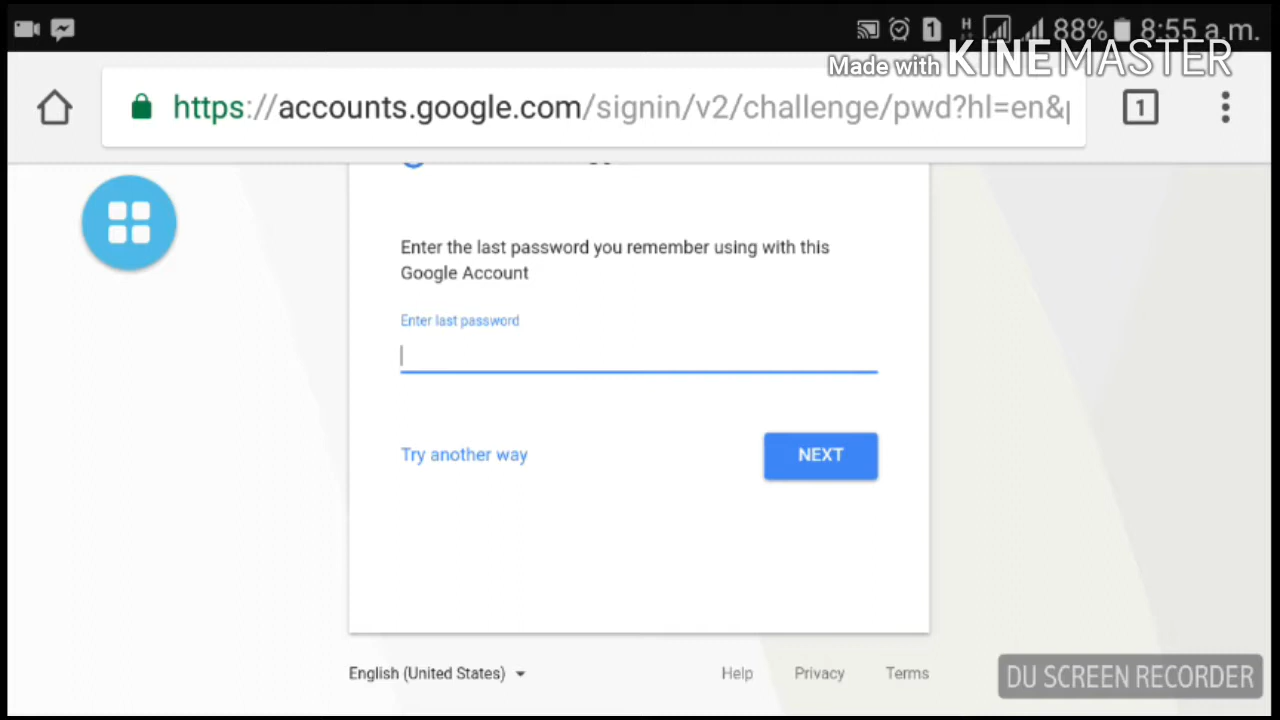 88% 8:55 a.m.
Made with KINEMASTER
https://accounts.google.com/signin/v2/challenge/pwd?hl=en&
1
Enter the last password you remember using with this
Google Account
Enter last password
Try another way
NEXT
English (United States)
Help Privacy Terms
DU SCREEN RECORDER